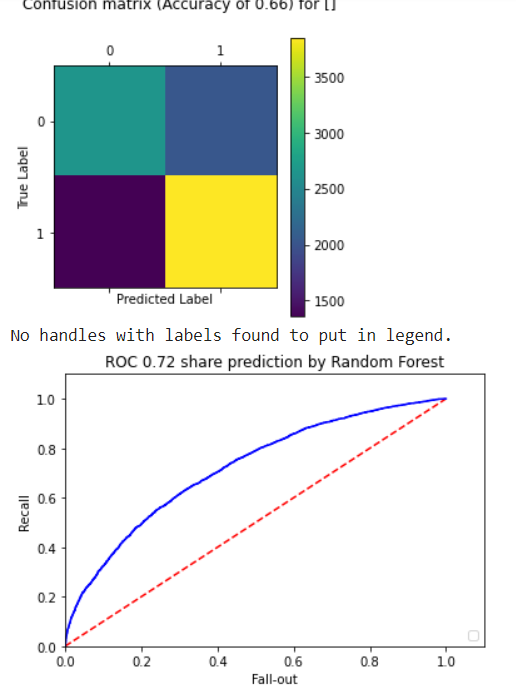 Confusion matrix (Accuracy of 0.66) for []
0 1
3500
0
3000
True Label
2500
2000
1
1500
Predicted Label
No handles with labels found to put in legend.
ROC 0.72 share prediction by Random Forest
1.0
0.8
0.6
Recall
0.4
0.2
0.0
0.0 0.2 0.4 0.6 0.8 1.0
Fall-out